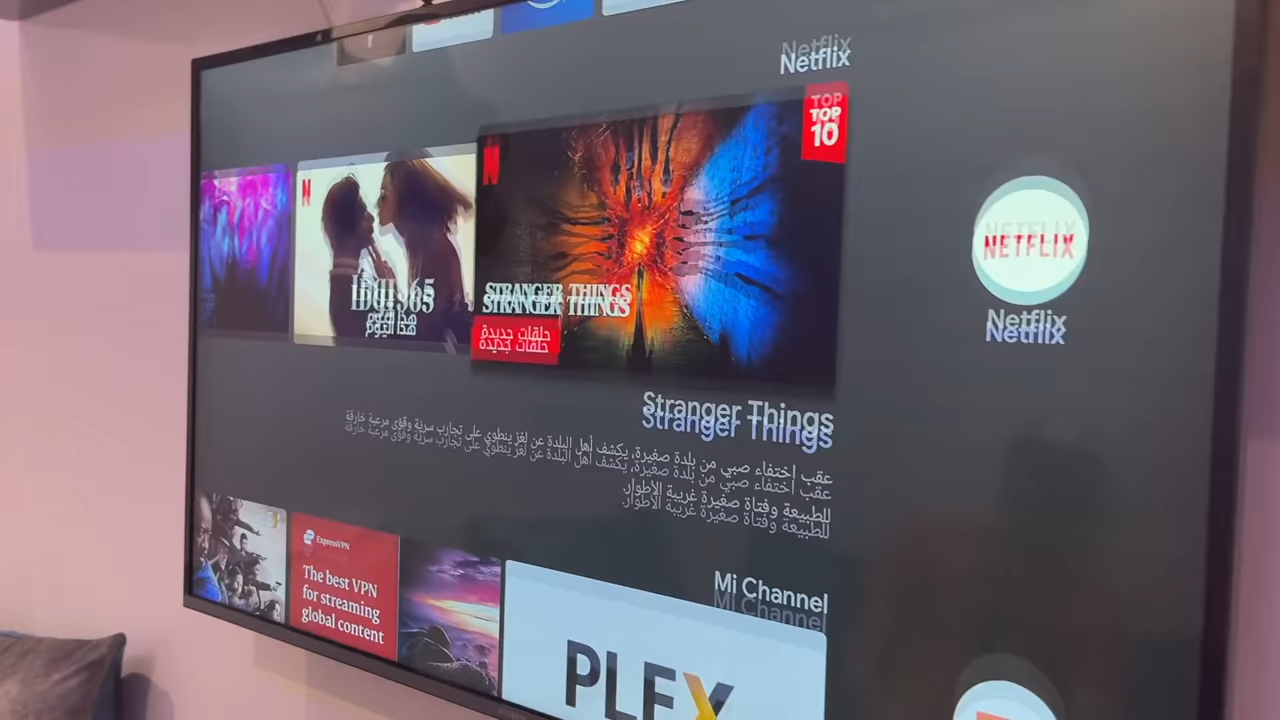 Netflix
TOP
10
N
N
STRANGER THINGS
حلقات جديدة
هذا اليوم
NETFLIX
Netflix
Stranger Things
عقب اختفاء صبي من بلدة صغيرة، يكشف أهل البلدة عن لغز ينطوي على تجارب سرية وقوى مرعبة خارقة
للطبيعة وفتاة صغيرة غريبة الأطوار.
Mi Channel
ExpressVPN
The best VPN
for streaming
global content
PLEX